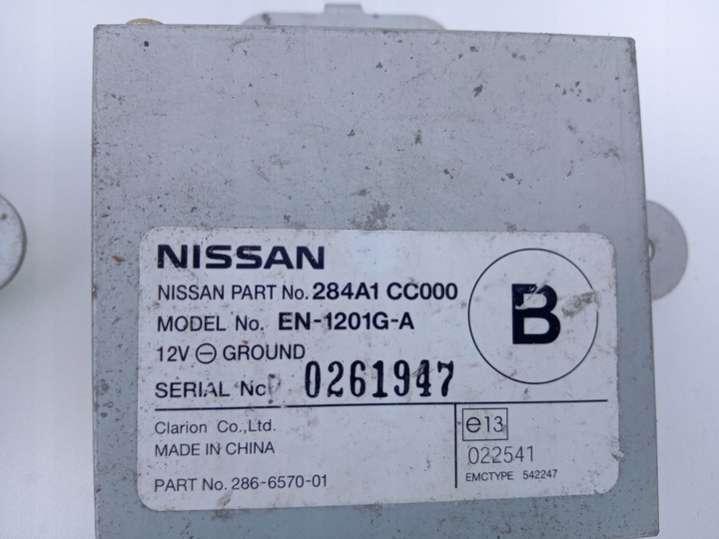 NISSAN
NISSAN PART No. 284A1 CC000
B
MODEL No. EN-1201G-A
12V ⊖ GROUND
SERIAL No 0261947
Clarion Co.,Ltd.
MADE IN CHINA
PART No. 286-6570-01
e13
022541
EMCTYPE 542247